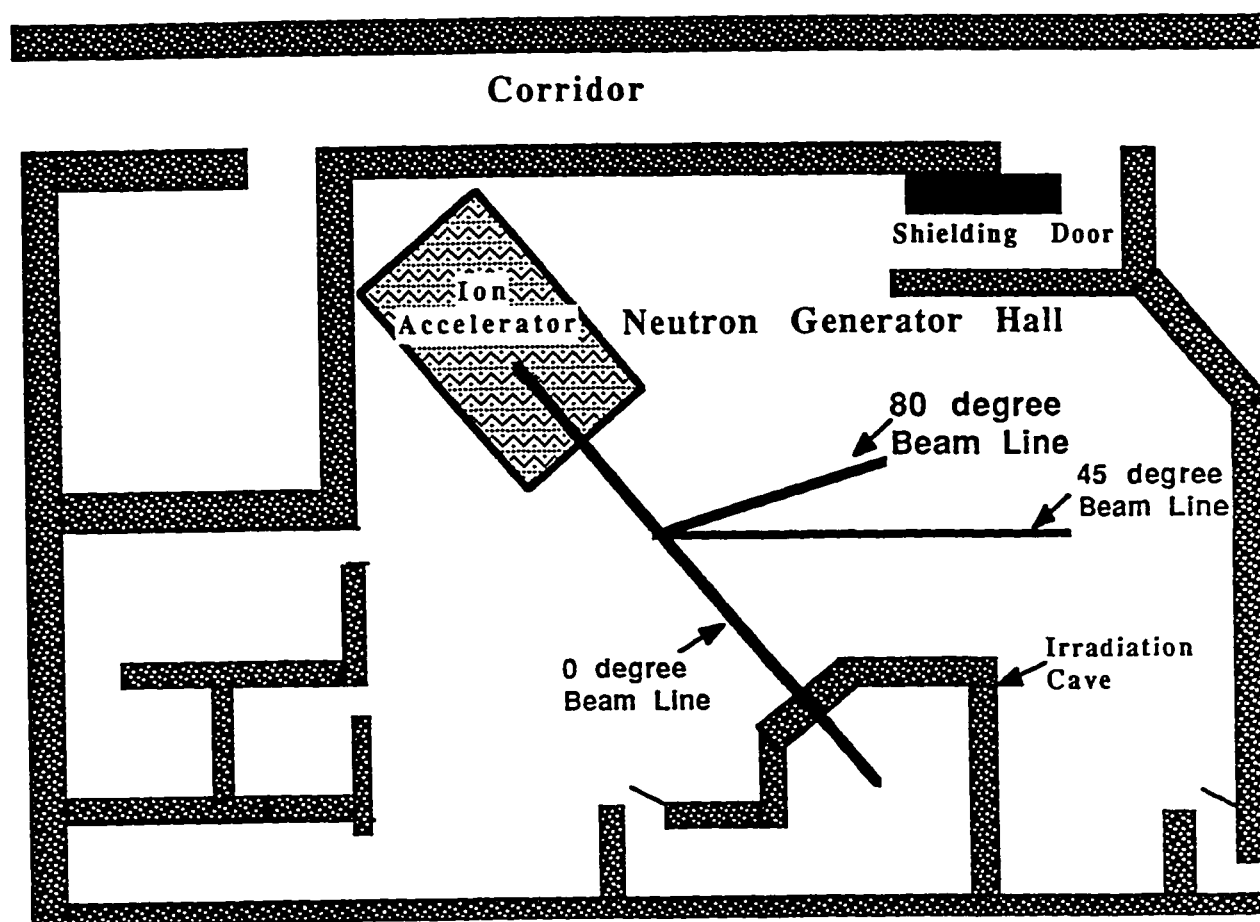 Corridor
Shielding Door
Ion
Accelerator
Neutron Generator Hall
80 degree
Beam Line
45 degree
Beam Line
0 degree
Beam Line
Irradiation
Cave